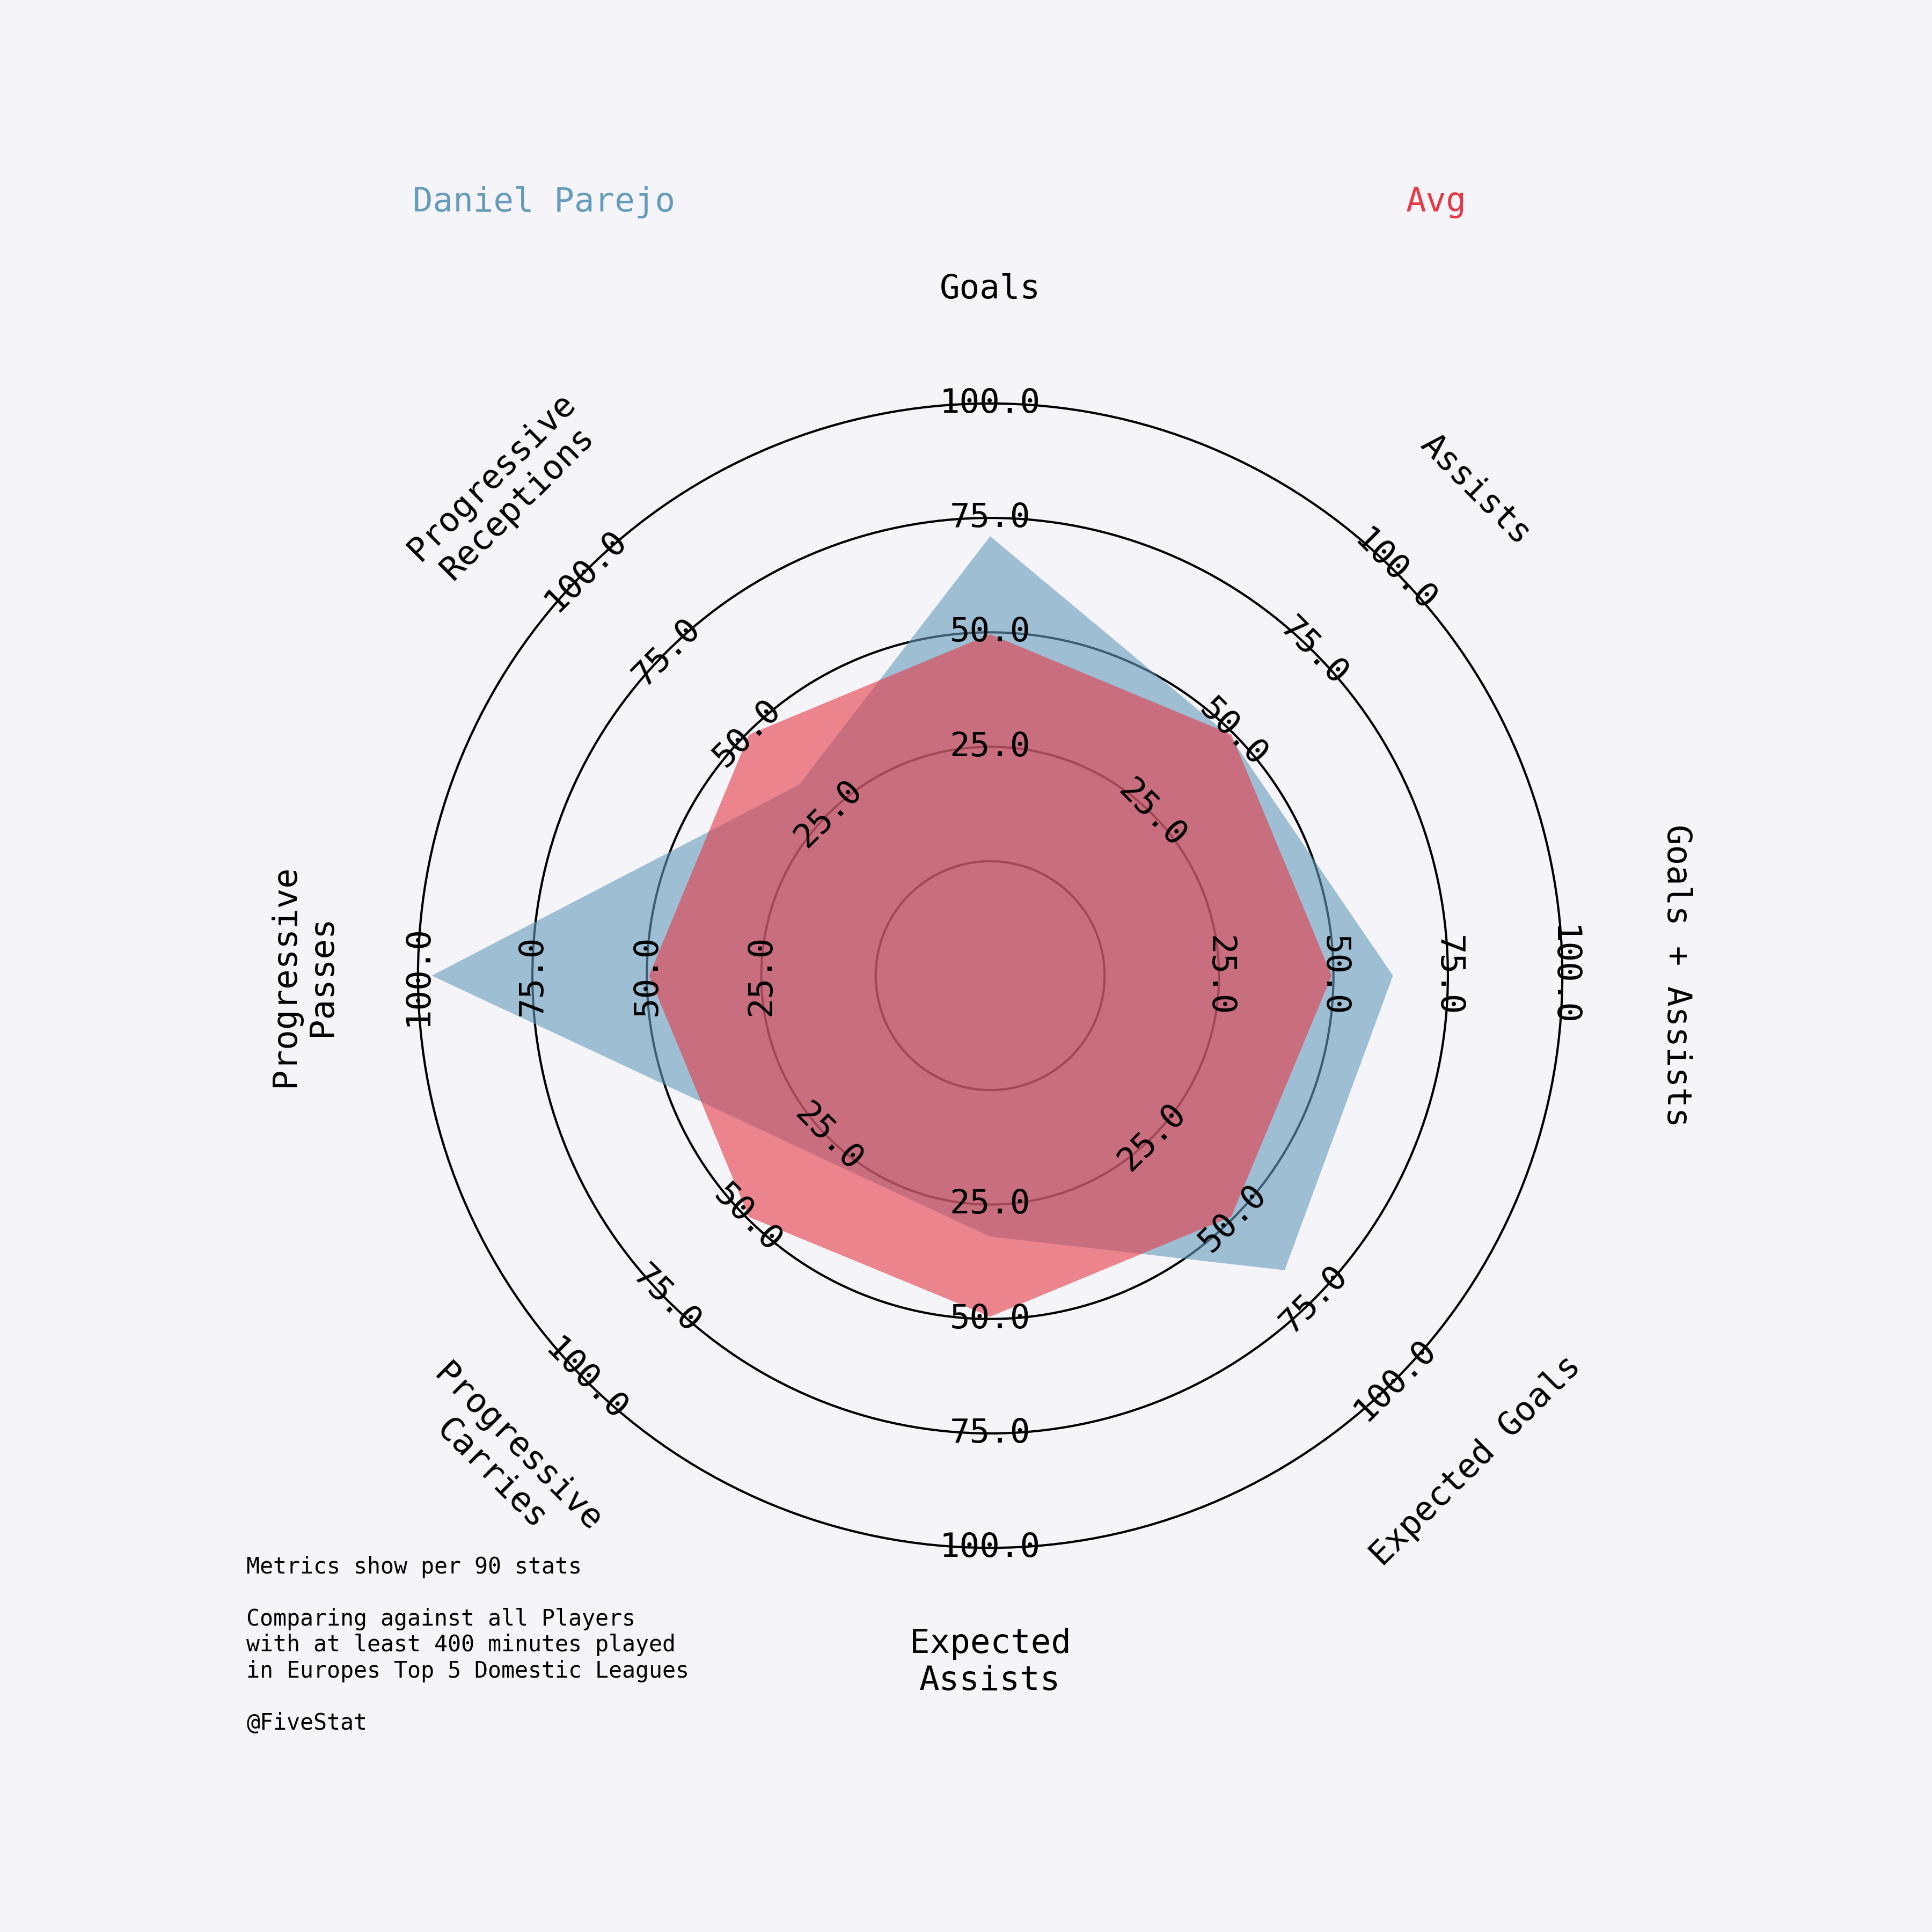 Daniel Parejo
Avg
Goals
Assists
Goals + Assists
Expected Goals
Expected
Assists
Progressive
Carries
Progressive
Passes
Progressive
Receptions
25.0
50.0
75.0
100.0
25.0
50.0
75.0
100.0
25.0
50.0
75.0
100.0
25.0
50.0
75.0
100.0
25.0
50.0
75.0
100.0
25.0
50.0
75.0
100.0
25.0
50.0
75.0
100.0
25.0
50.0
75.0
100.0
Metrics show per 90 stats
Comparing against all Players
with at least 400 minutes played
in Europes Top 5 Domestic Leagues
@FiveStat